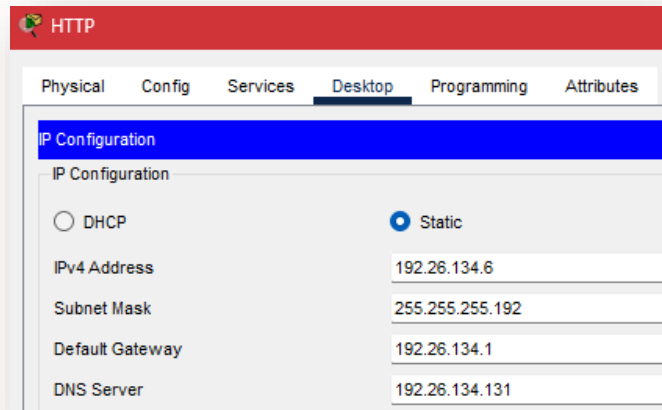 HTTP
Physical Config Services Desktop Programming Attributes
IP Configuration
IP Configuration
DHCP Static
IPv4 Address 192.26.134.6
Subnet Mask 255.255.255.192
Default Gateway 192.26.134.1
DNS Server 192.26.134.131